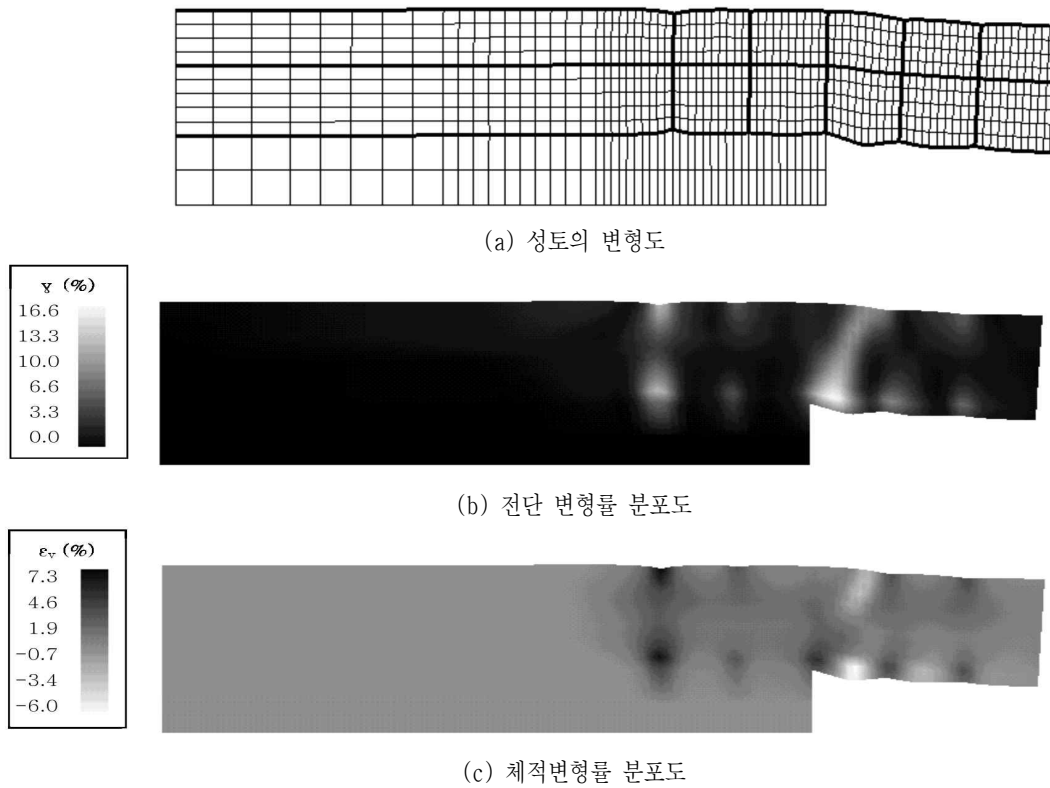 (a) 성토의 변형도
γ (%)
16.6
13.3
10.0
6.6
3.3
0.0
(b) 전단 변형률 분포도
εv (%)
7.3
4.6
1.9
-0.7
-3.4
-6.0
(c) 체적변형률 분포도